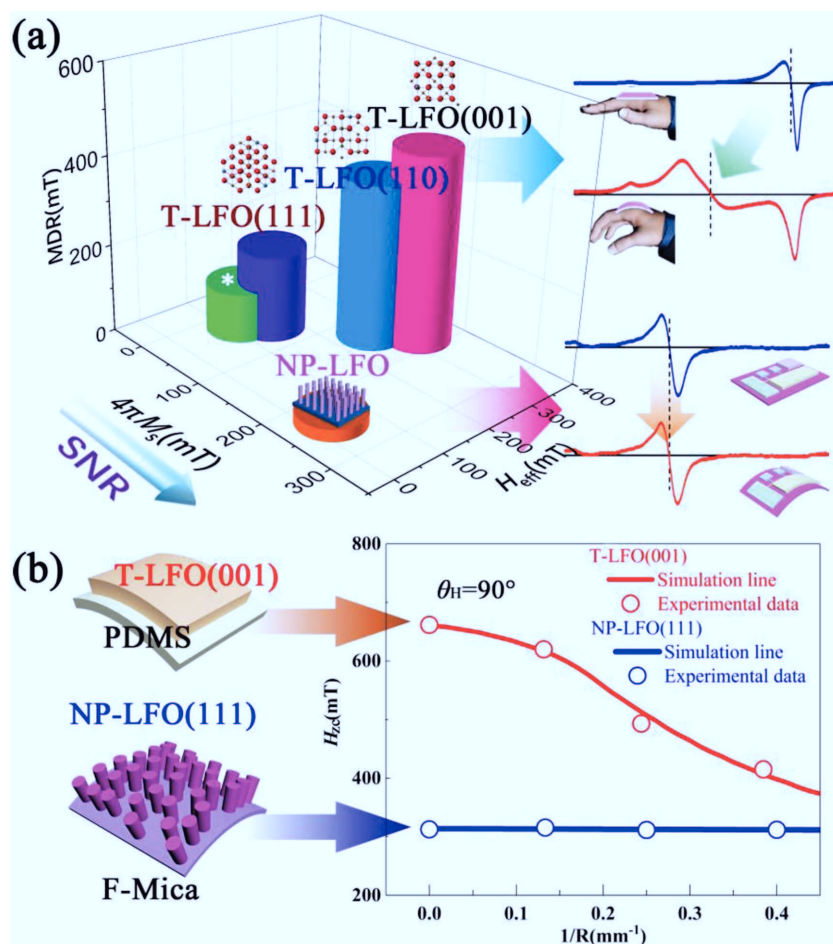 (a)
600
400
200
0
MDR(mT)
T-LFO(001)
T-LFO(110)
T-LFO(111)
*
NP-LFO
0
100
200
300
4πMs(mT)
SNR
0
100
200
300
400
Heff(mT)
(b)
T-LFO(001)
PDMS
NP-LFO(111)
F-Mica
800
600
400
200
Hzc(mT)
θH=90°
T-LFO(001)
Simulation line
Experimental data
NP-LFO(111)
Simulation line
Experimental data
0.0 0.1 0.2 0.3 0.4
1/R(mm⁻¹)